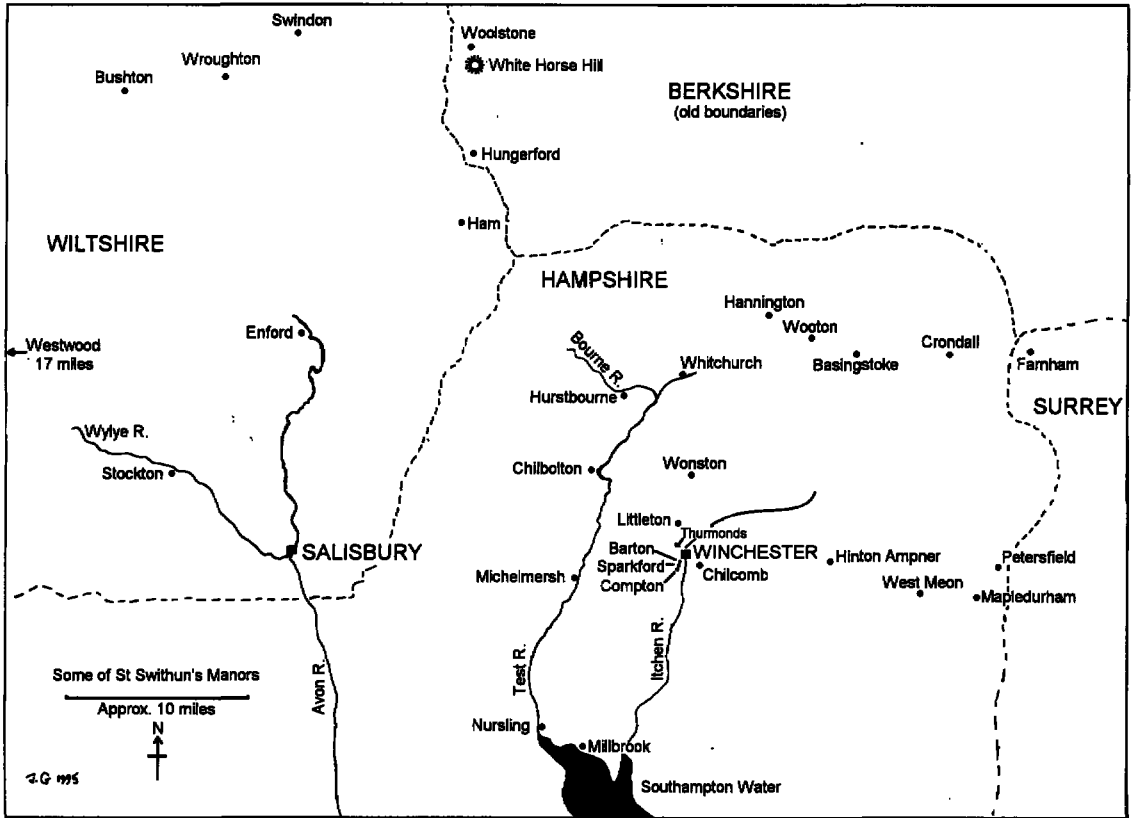 Swindon
Woolstone
Wroughton
White Horse Hill
Bushton
BERKSHIRE
(old boundaries)
Hungerford
Ham
WILTSHIRE
HAMPSHIRE
Hannington
Enford
Wooton
Westwood
17 miles
Crondall
Basingstoke
Farnham
Bourne R.
Whitchurch
Hurstbourne
SURREY
Wylye R.
Stockton
Chilbolton
Wonston
Littleton
Thurmonds
Barton
WINCHESTER
SALISBURY
Sparkford
Compton
Chilcomb
Hinton Ampner
Petersfield
Michelmersh
West Meon
Mapledurham
Itchen R.
Test R.
Avon R.
Some of St Swithun's Manors
Approx. 10 miles
N
Nursling
Millbrook
Southampton Water
J.G 1995